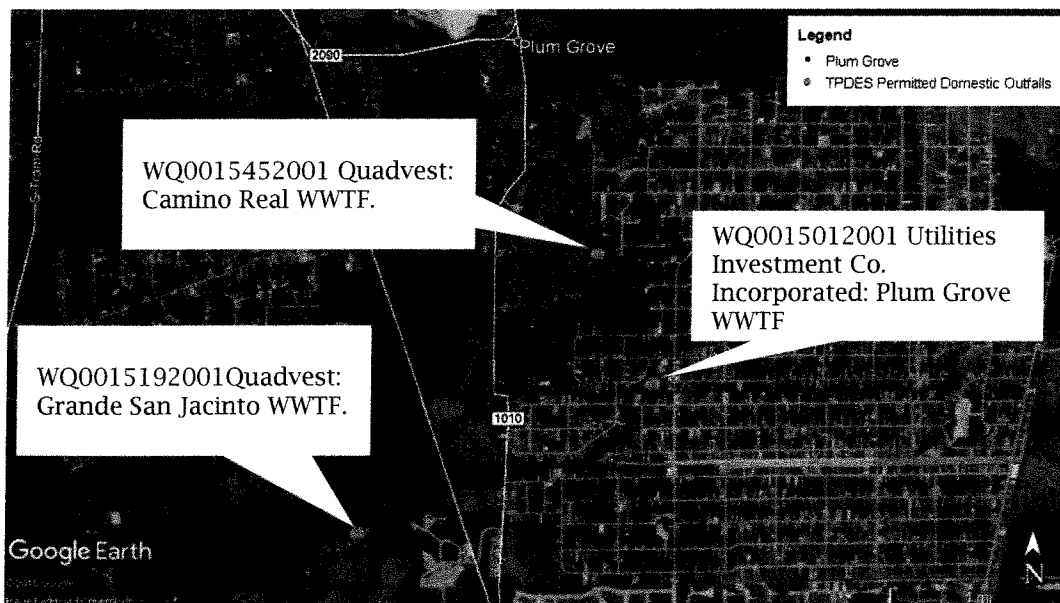 2090
Plum Grove
Legend
Plum Grove
TPDES Permitted Domestic Outfalls
S Tram Rd
WQ0015452001 Quadvest:
Camino Real WWTF.
WQ0015012001 Utilities
Investment Co.
Incorporated: Plum Grove
WWTF
WQ0015192001Quadvest:
Grande San Jacinto WWTF.
1010
Google Earth
N